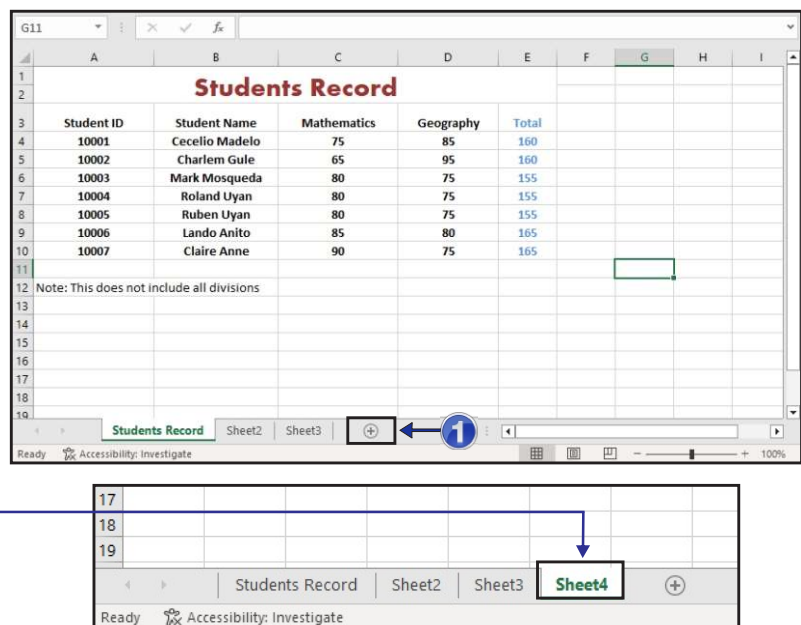 G11 fx
A B C D E F G H I
1
2 Students Record
3 Student ID Student Name Mathematics Geography Total
4 10001 Cecelio Madelo 75 85 160
5 10002 Charlem Gule 65 95 160
6 10003 Mark Mosqueda 80 75 155
7 10004 Roland Uyan 80 75 155
8 10005 Ruben Uyan 80 75 155
9 10006 Lando Anito 85 80 165
10 10007 Claire Anne 90 75 165
11
12 Note: This does not include all divisions
13
14
15
16
17
18
19
Students Record Sheet2 Sheet3 1
Ready Accessibility: Investigate 100%
17
18
19
Students Record Sheet2 Sheet3 Sheet4
Ready Accessibility: Investigate